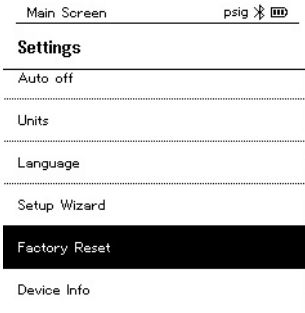 Main Screen psig
Settings
Auto off
Units
Language
Setup Wizard
Factory Reset
Device Info